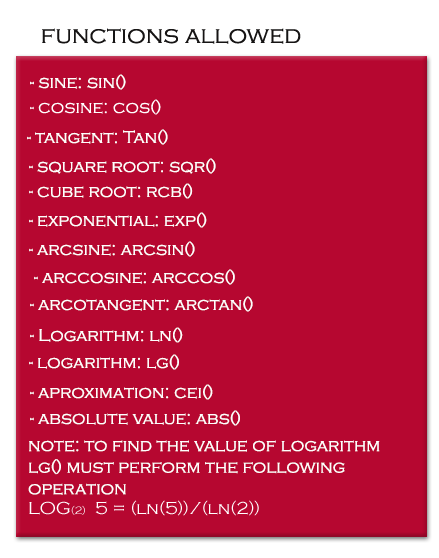 FUNCTIONS ALLOWED
- SINE: SIN()
- COSINE: COS()
- TANGENT: TAN()
- SQUARE ROOT: SQR()
- CUBE ROOT: RCB()
- EXPONENTIAL: EXP()
- ARCSINE: ARCSIN()
- ARCCOSINE: ARCCOS()
- ARCOTANGENT: ARCTAN()
- LOGARITHM: LN()
- LOGARITHM: LG()
- APROXIMATION: CEI()
- ABSOLUTE VALUE: ABS()
NOTE: TO FIND THE VALUE OF LOGARITHM
LG() MUST PERFORM THE FOLLOWING
OPERATION
LOG(2) 5 = (LN(5))/(LN(2))